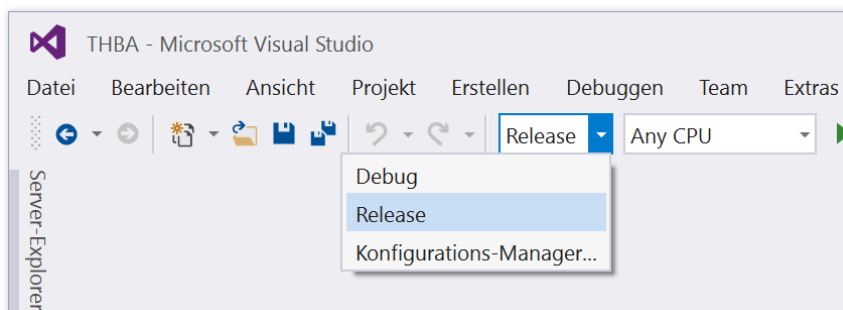 THBA - Microsoft Visual Studio
Datei Bearbeiten Ansicht Projekt Erstellen Debuggen Team Extras
Release Any CPU
Debug
Release
Konfigurations-Manager...
Server-Explorer